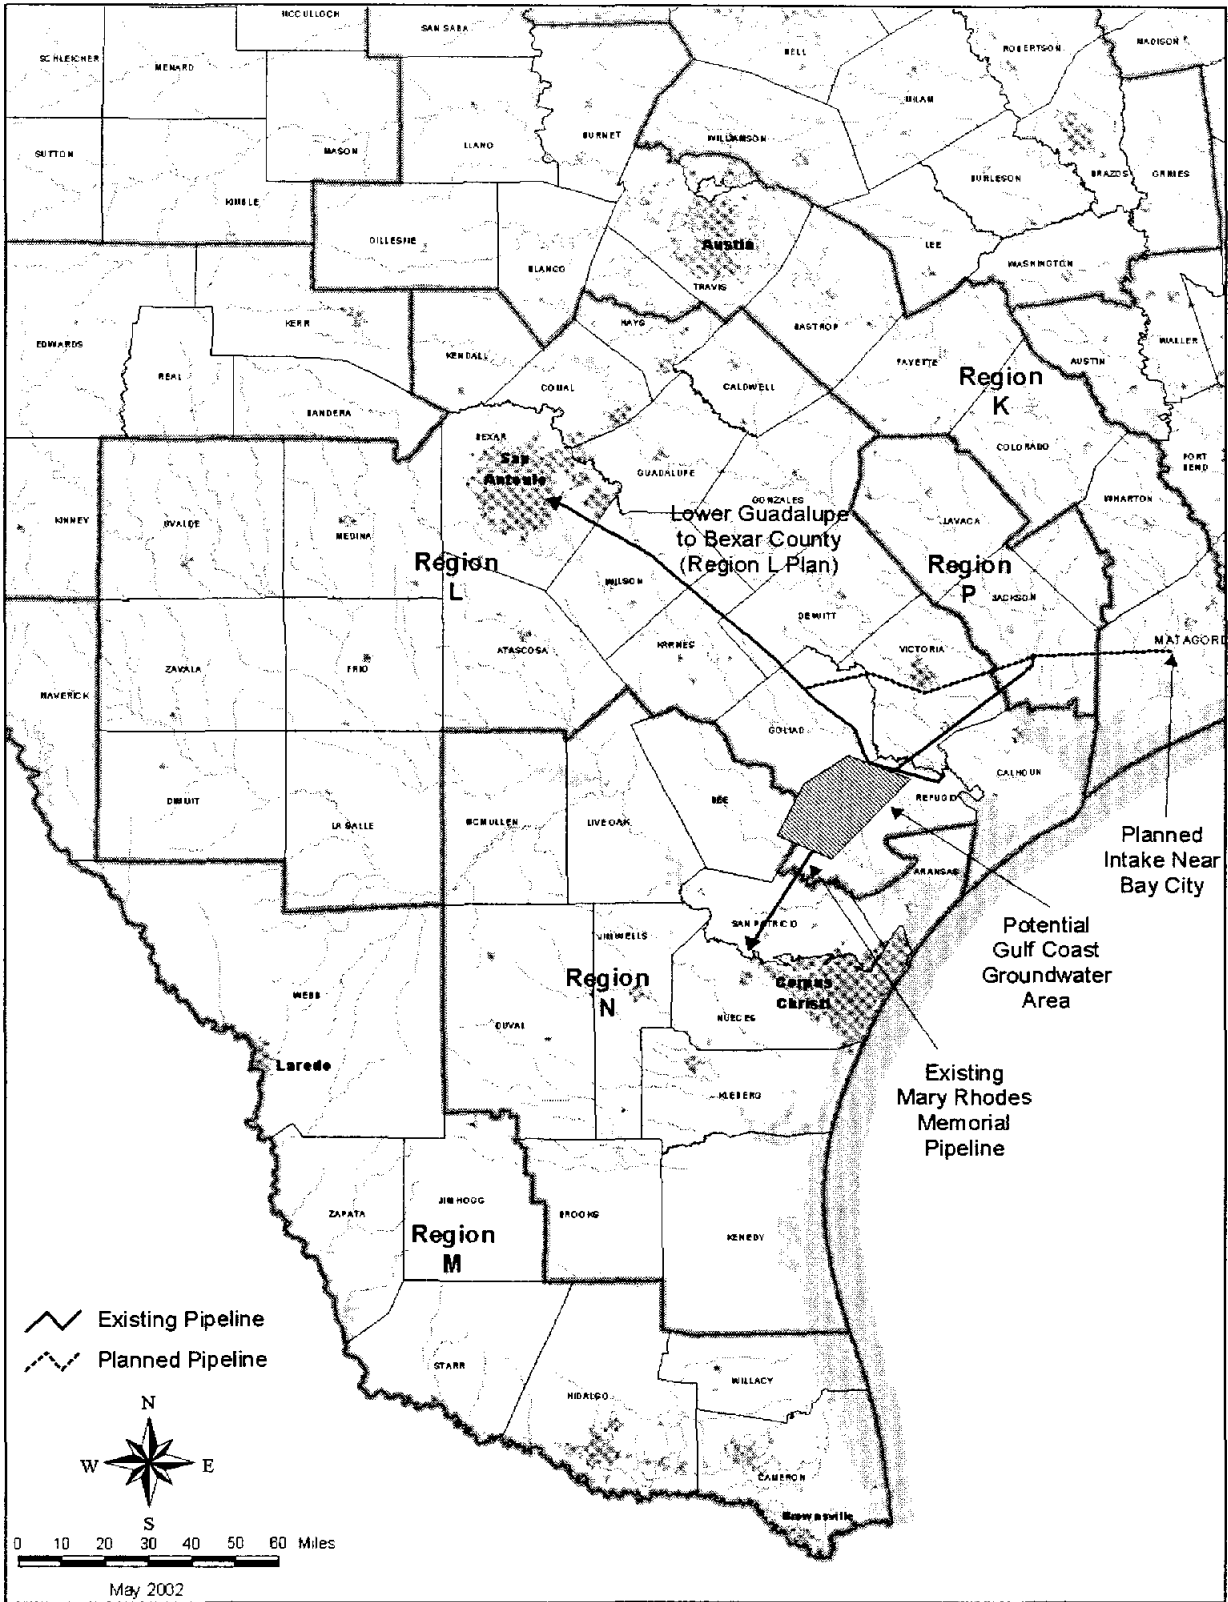 MCCULLOCH
SAN SABA
BELL
ROBERTSON
MADISON
SCHLEICHER
MENARD
MILAM
BURNET
WILLIAMSON
SUTTON
MASON
LLANO
BURLESON
BRAZOS
GRIMES
KIMBLE
GILLESPIE
Austin
LEE
WASHINGTON
BLANCO
TRAVIS
HAYS
BASTROP
EDWARDS
KERR
KENDALL
FAYETTE
AUSTIN
WALLER
REAL
COMAL
CALDWELL
Region
K
BANDERA
BEXAR
San
Antonio
COLORADO
FORT
BEND
GUADALUPE
GONZALES
WHARTON
KINNEY
UVALDE
MEDINA
Lower Guadalupe
to Bexar County
(Region L Plan)
LAVACA
Region
L
WILSON
Region
P
JACKSON
DEWITT
MATAGORD
ZAVALA
FRIO
ATASCOSA
KARNES
VICTORIA
MAVERICK
GOLIAD
CALHOUN
DIMMIT
LA SALLE
MCMULLEN
LIVE OAK
BEE
REFUGIO
Planned
Intake Near
Bay City
ARANSAS
SAN PATRICIO
Potential
Gulf Coast
Groundwater
Area
JIM WELLS
Region
N
Corpus
Christi
WEBB
DUVAL
NUECES
Laredo
KLEBERG
Existing
Mary Rhodes
Memorial
Pipeline
ZAPATA
JIM HOGG
BROOKS
Region
M
KENEDY
Existing Pipeline
Planned Pipeline
STARR
HIDALGO
WILLACY
N
W E
S
CAMERON
Brownsville
0 10 20 30 40 50 60 Miles
May 2002